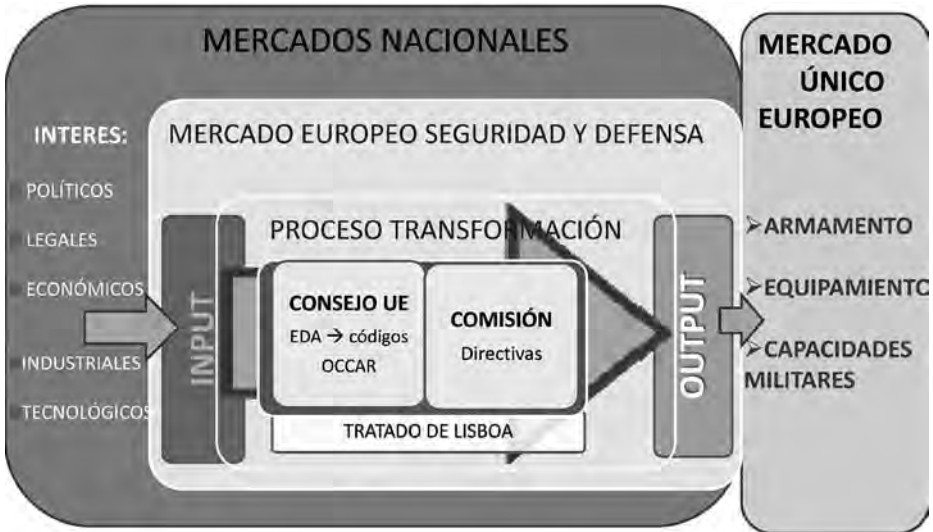 MERCADOS NACIONALES
INTERES:
POLÍTICOS
LEGALES
ECONÓMICOS
INDUSTRIALES
TECNOLÓGICOS
MERCADO EUROPEO SEGURIDAD Y DEFENSA
PROCESO TRANSFORMACIÓN
INPUT
CONSEJO UE
EDA → códigos
OCCAR
COMISIÓN
Directivas
TRATADO DE LISBOA
OUTPUT
MERCADO
ÚNICO
EUROPEO
➢ARMAMENTO
➢EQUIPAMIENTO
➢CAPACIDADES
MILITARES